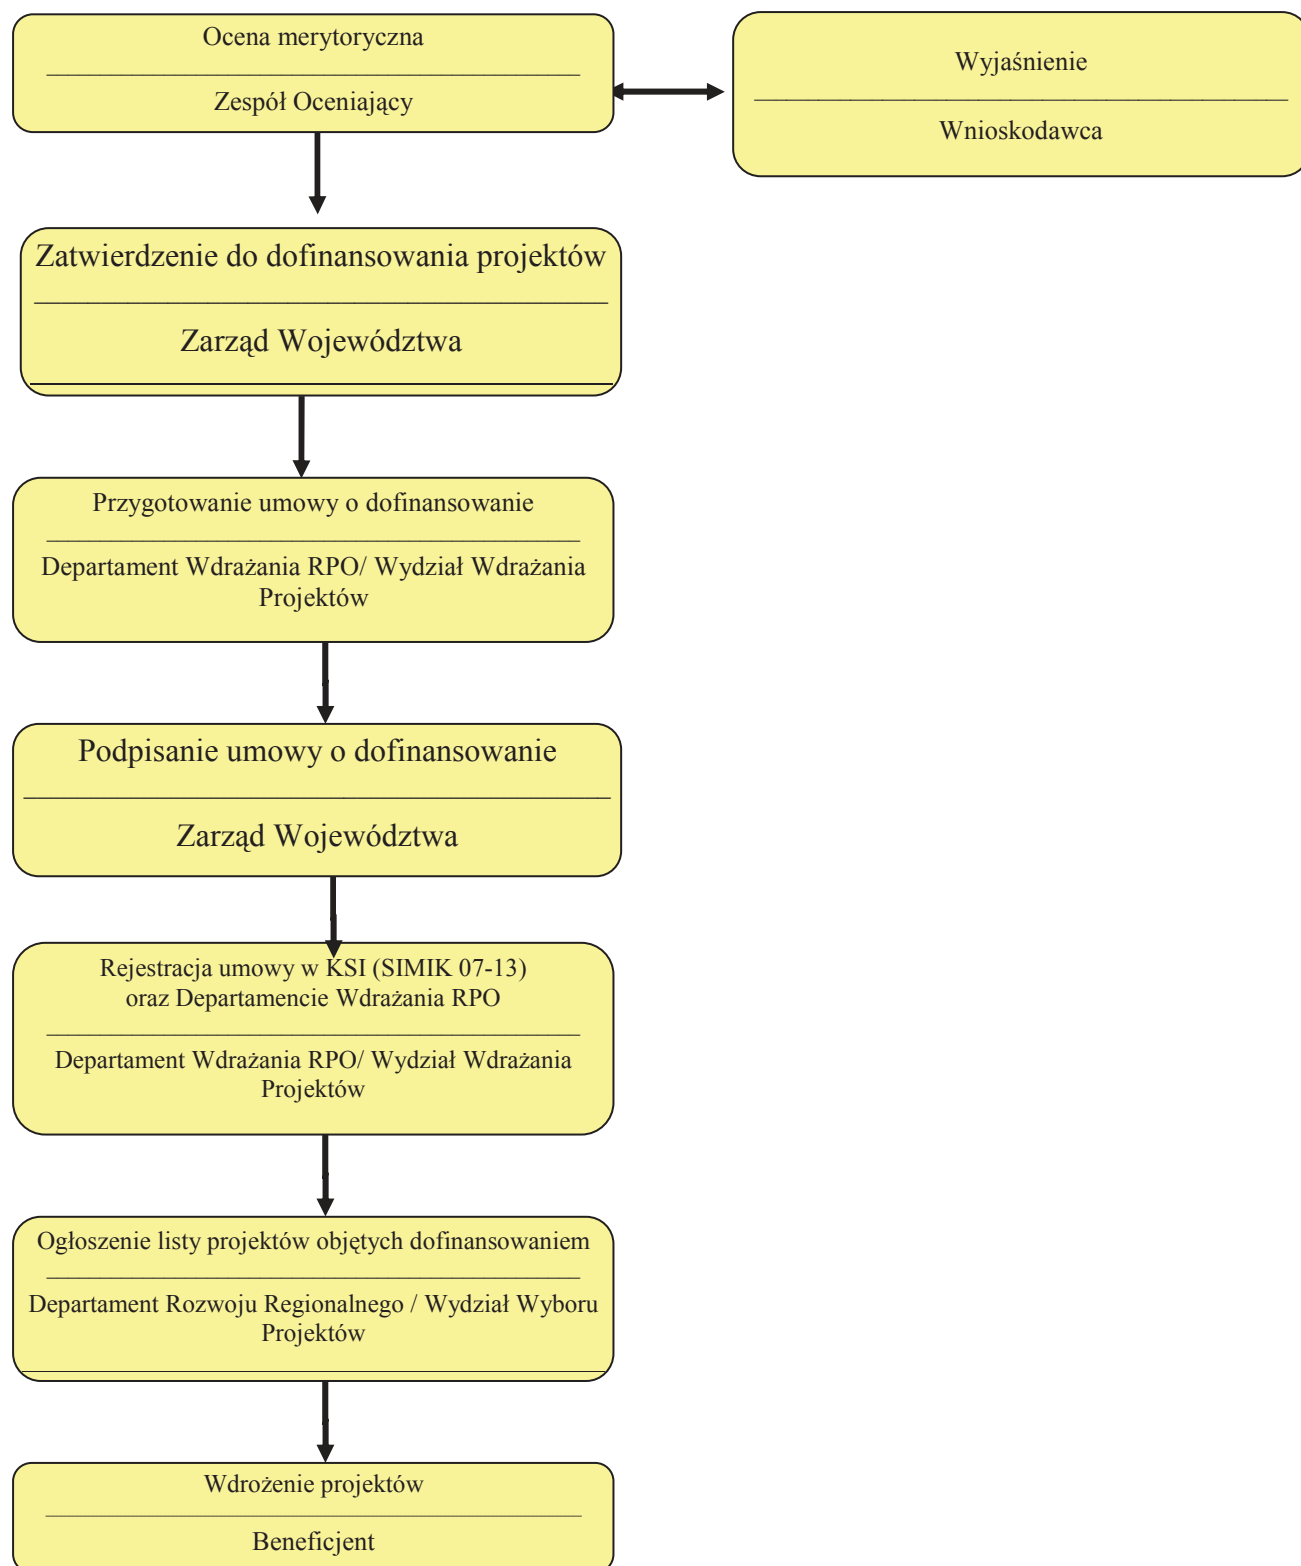 Ocena merytoryczna
Zespół Oceniający
Wyjaśnienie
Wnioskodawca
Zatwierdzenie do dofinansowania projektów
Zarząd Województwa
Przygotowanie umowy o dofinansowanie
Departament Wdrażania RPO/ Wydział Wdrażania
Projektów
Podpisanie umowy o dofinansowanie
Zarząd Województwa
Rejestracja umowy w KSI (SIMIK 07-13)
oraz Departamencie Wdrażania RPO
Departament Wdrażania RPO/ Wydział Wdrażania
Projektów
Ogłoszenie listy projektów objętych dofinansowaniem
Departament Rozwoju Regionalnego / Wydział Wyboru
Projektów
Wdrożenie projektów
Beneficjent